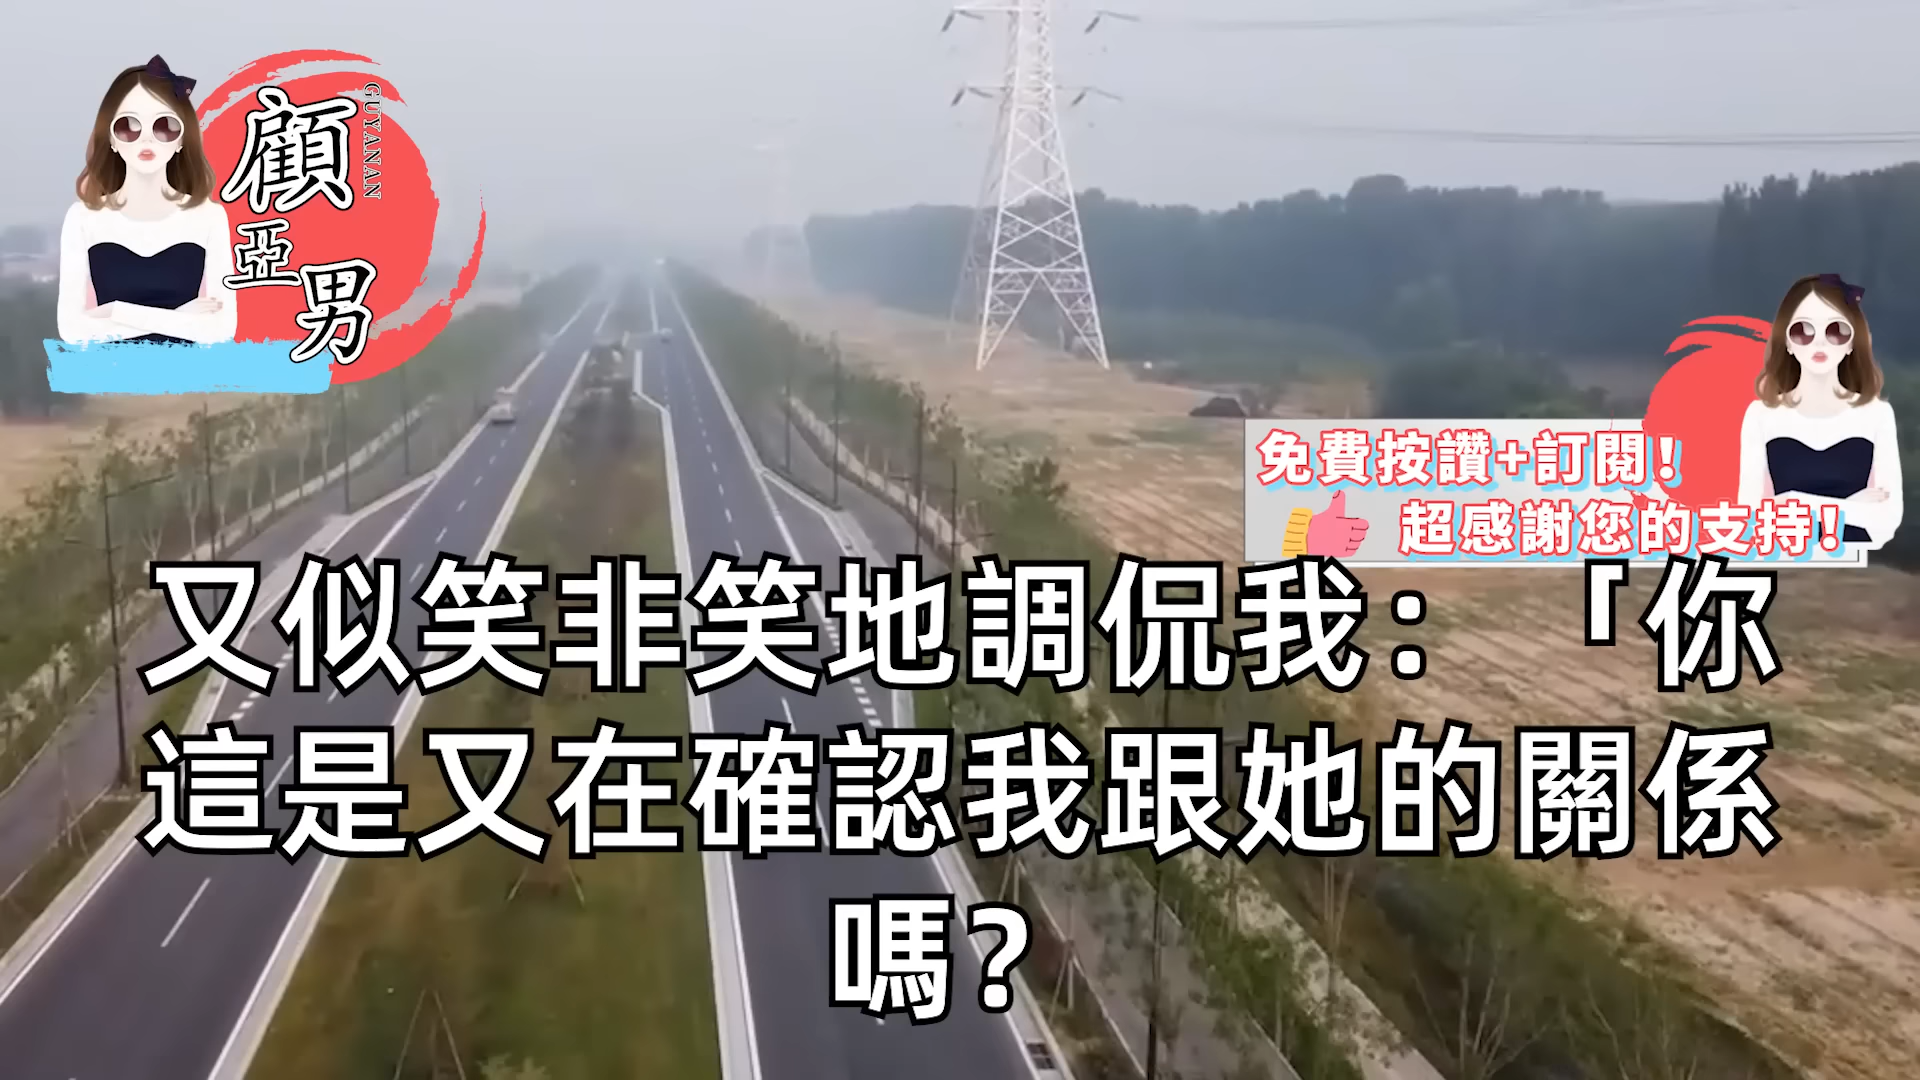 顧亞男
GUYANAN
免費按讚+訂閱!
超感謝您的支持!
又似笑非笑地調侃我：「你
這是又在確認我跟她的關係
嗎？